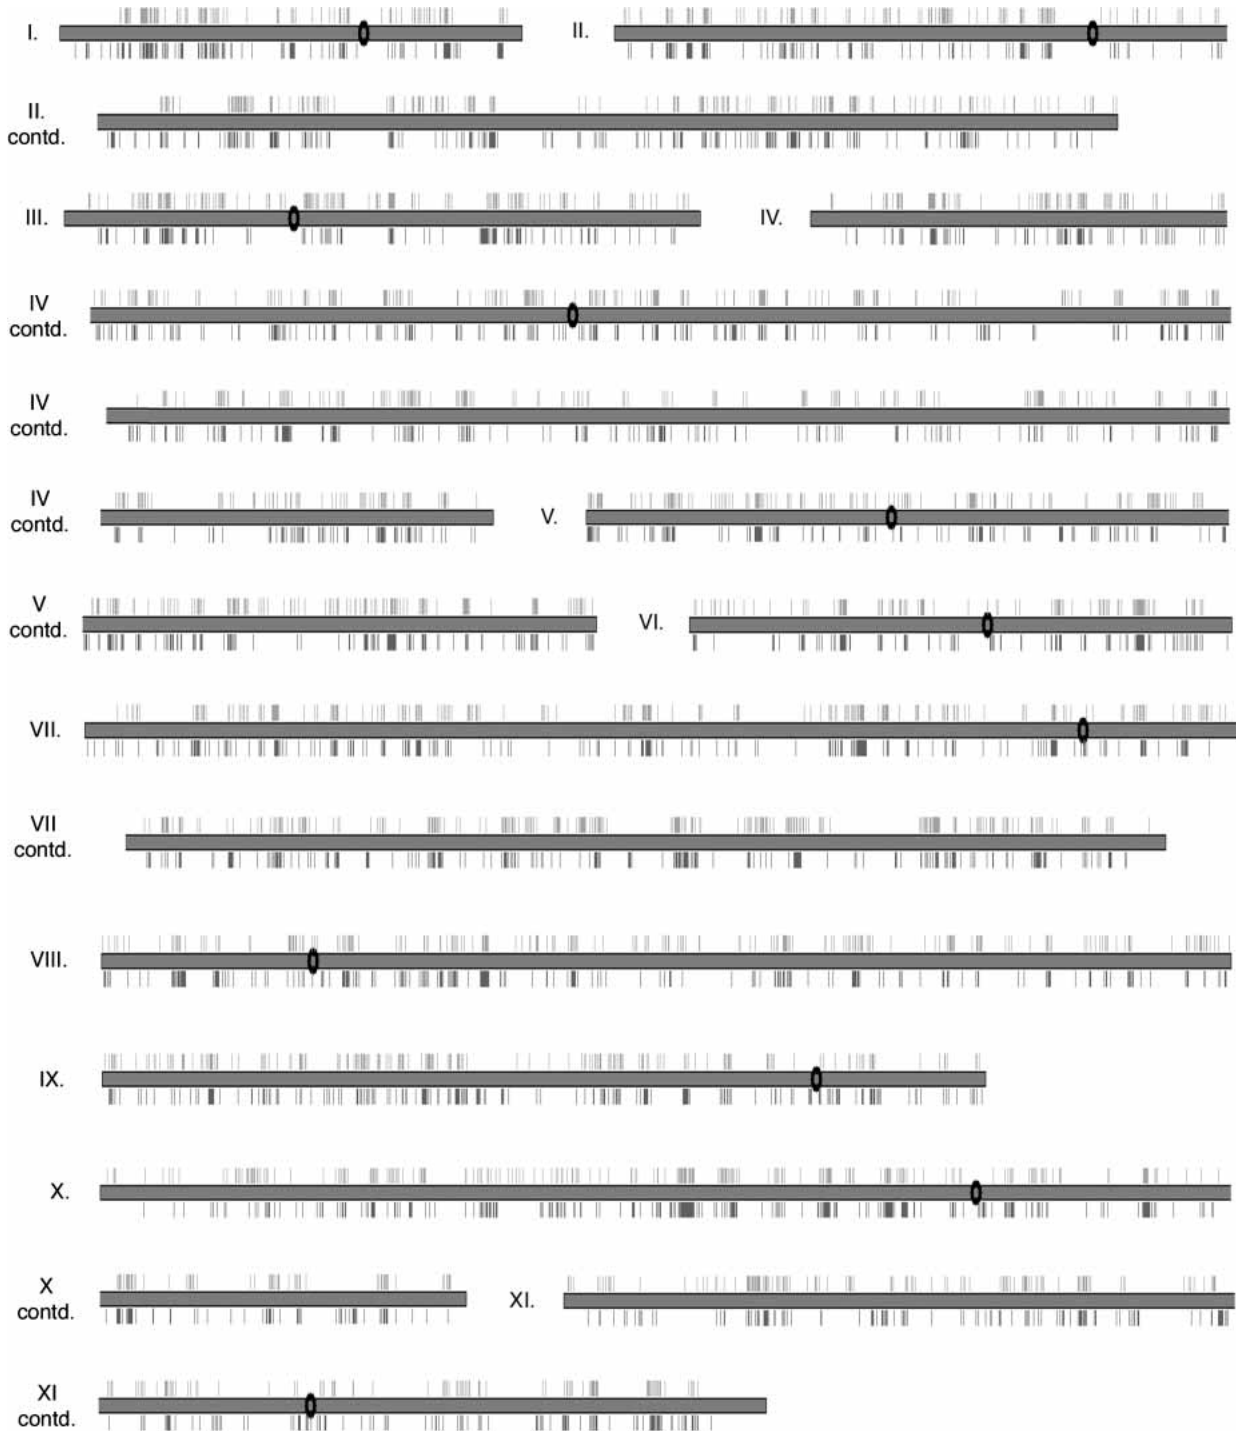 I.
II.
II.
contd.
III.
IV.
IV
contd.
IV
contd.
IV
contd.
V.
V
contd.
VI.
VII.
VII
contd.
VIII.
IX.
X.
X
contd.
XI.
XI
contd.